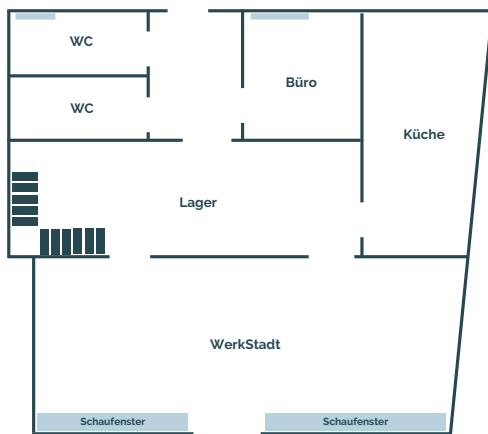 WC
Büro
WC
Küche
Lager
WerkStadt
Schaufenster
Schaufenster